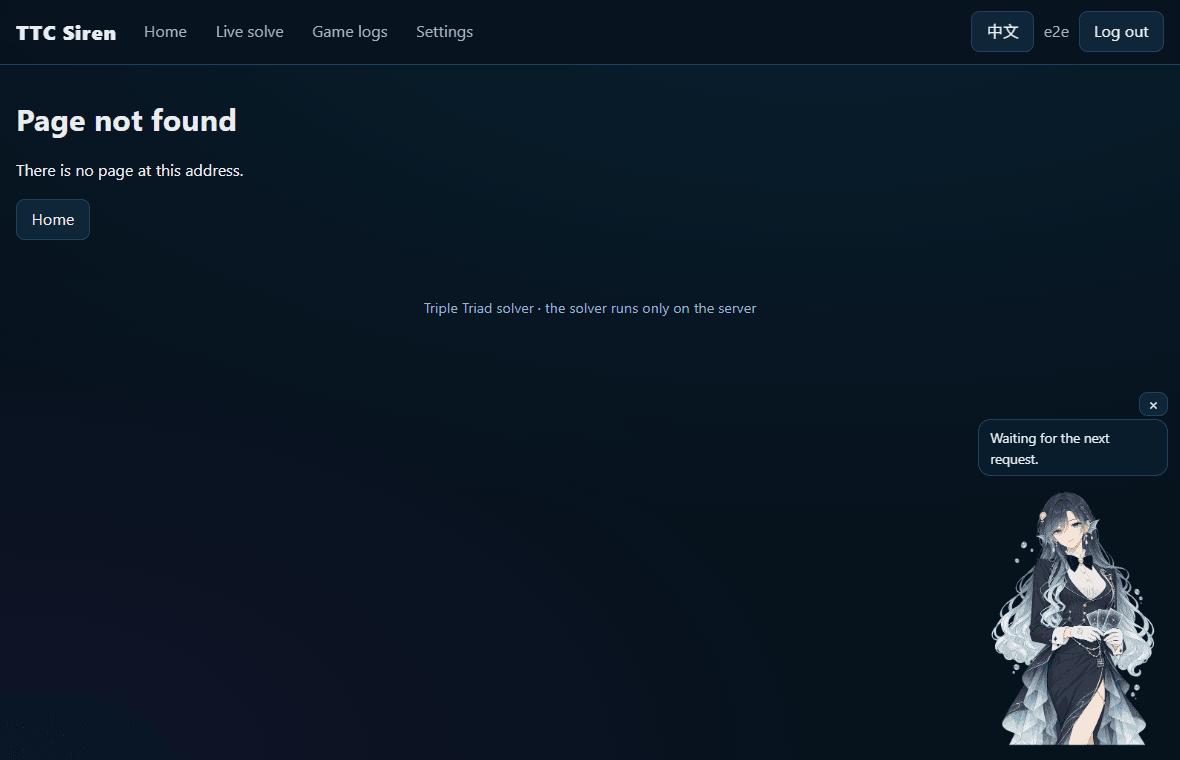 TTC Siren Home Live solve Game logs Settings 中文 e2e Log out
Page not found
There is no page at this address.
Home
Triple Triad solver · the solver runs only on the server
×
Waiting for the next
request.